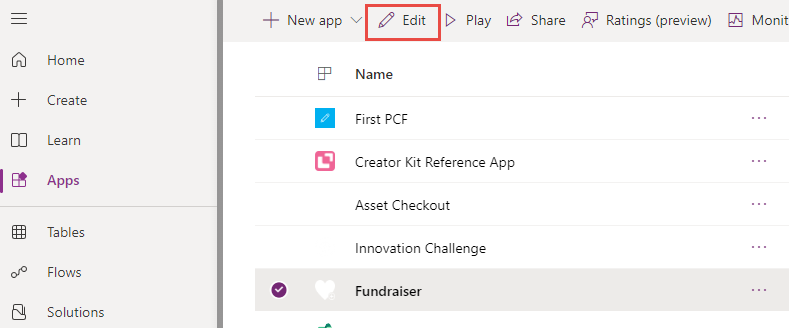 New app
Edit
Play
Share
Ratings (preview)
Monit
Home
Create
Learn
Apps
Tables
Flows
Solutions
Name
First PCF
Creator Kit Reference App
Asset Checkout
Innovation Challenge
Fundraiser